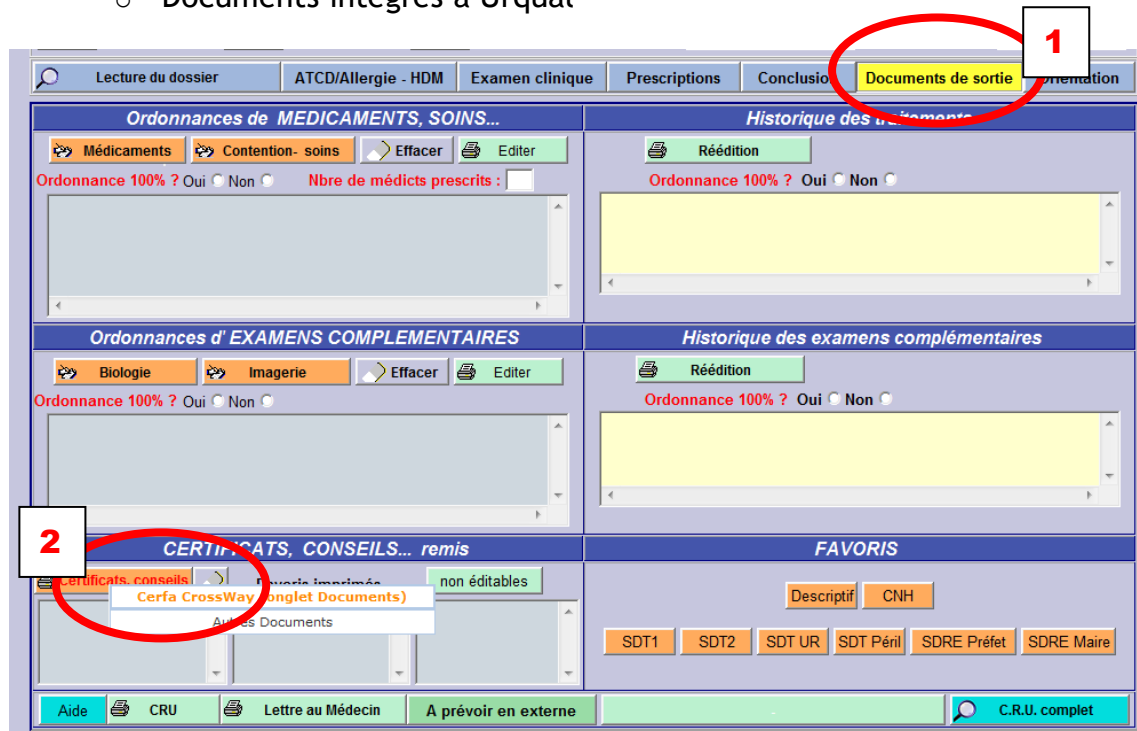 o Documents intégrés à Urqual
1
Lecture du dossier ATCD/Allergie - HDM Examen clinique Prescriptions Conclusion Documents de sortie Orientation
Ordonnances de MEDICAMENTS, SOINS... Historique des traitements
Médicaments Contention- soins Effacer Editer Réédition
Ordonnance 100% ? Oui Non Nbre de médicts prescrits : Ordonnance 100% ? Oui Non
Ordonnances d' EXAMENS COMPLEMENTAIRES Historique des examens complémentaires
Biologie Imagerie Effacer Editer Réédition
Ordonnance 100% ? Oui Non Ordonnance 100% ? Oui Non
2
CERTIFICATS, CONSEILS... remis FAVORIS
Certificats, conseils imprimés non éditables
Cerfa CrossWay (onglet Documents) Descriptif CNH
Autres Documents
SDT1 SDT2 SDT UR SDT Péril SDRE Préfet SDRE Maire
Aide CRU Lettre au Médecin A prévoir en externe C.R.U. complet